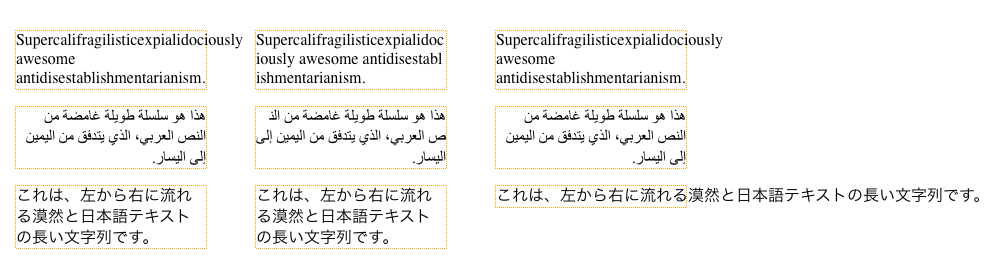 Supercalifragilisticexpialidociously
awesome
antidisestablishmentarianism.
هذا هو سلسلة طويلة غامضة من
النص العربي، الذي يتدفق من اليمين
إلى اليسار.
これは、左から右に流れ
る漠然と日本語テキスト
の長い文字列です。
Supercalifragilisticexpialidoc
iously awesome antidisestabl
ishmentarianism.
هذا هو سلسلة طويلة غامضة من الن
ص العربي، الذي يتدفق من اليمين إلى
اليسار.
これは、左から右に流れ
る漠然と日本語テキスト
の長い文字列です。
Supercalifragilisticexpialidociously
awesome
antidisestablishmentarianism.
هذا هو سلسلة طويلة غامضة من
النص العربي، الذي يتدفق من اليمين
إلى اليسار.
これは、左から右に流れる漠然と日本語テキストの長い文字列です。